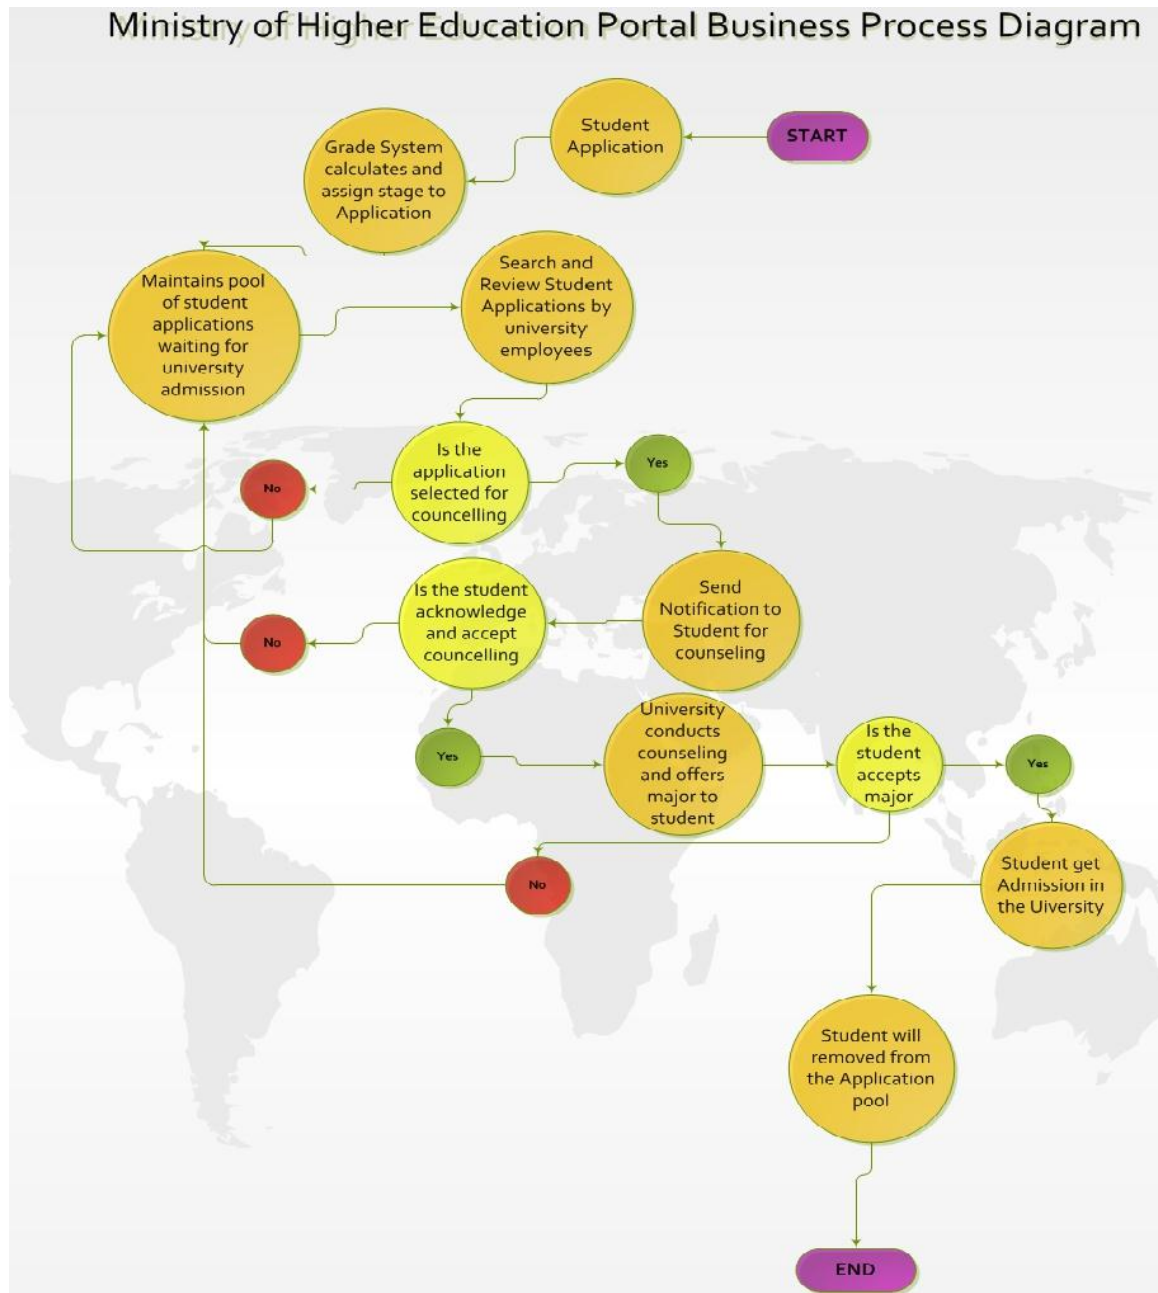 Ministry of Higher Education Portal Business Process Diagram
START
Student
Application
Grade System
calculates and
assign stage to
Application
Maintains pool
of student
applications
waiting for
university
admission
Search and
Review Student
Applications by
university
employees
Is the
application
selected for
councelling
No
Yes
Send
Notification to
Student for
counseling
Is the student
acknowledge
and accept
councelling
No
Yes
University
conducts
counseling
and offers
major to
student
Is the
student
accepts
major
Yes
No
Student get
Admission in
the Uiversity
Student will
removed from
the Application
pool
END